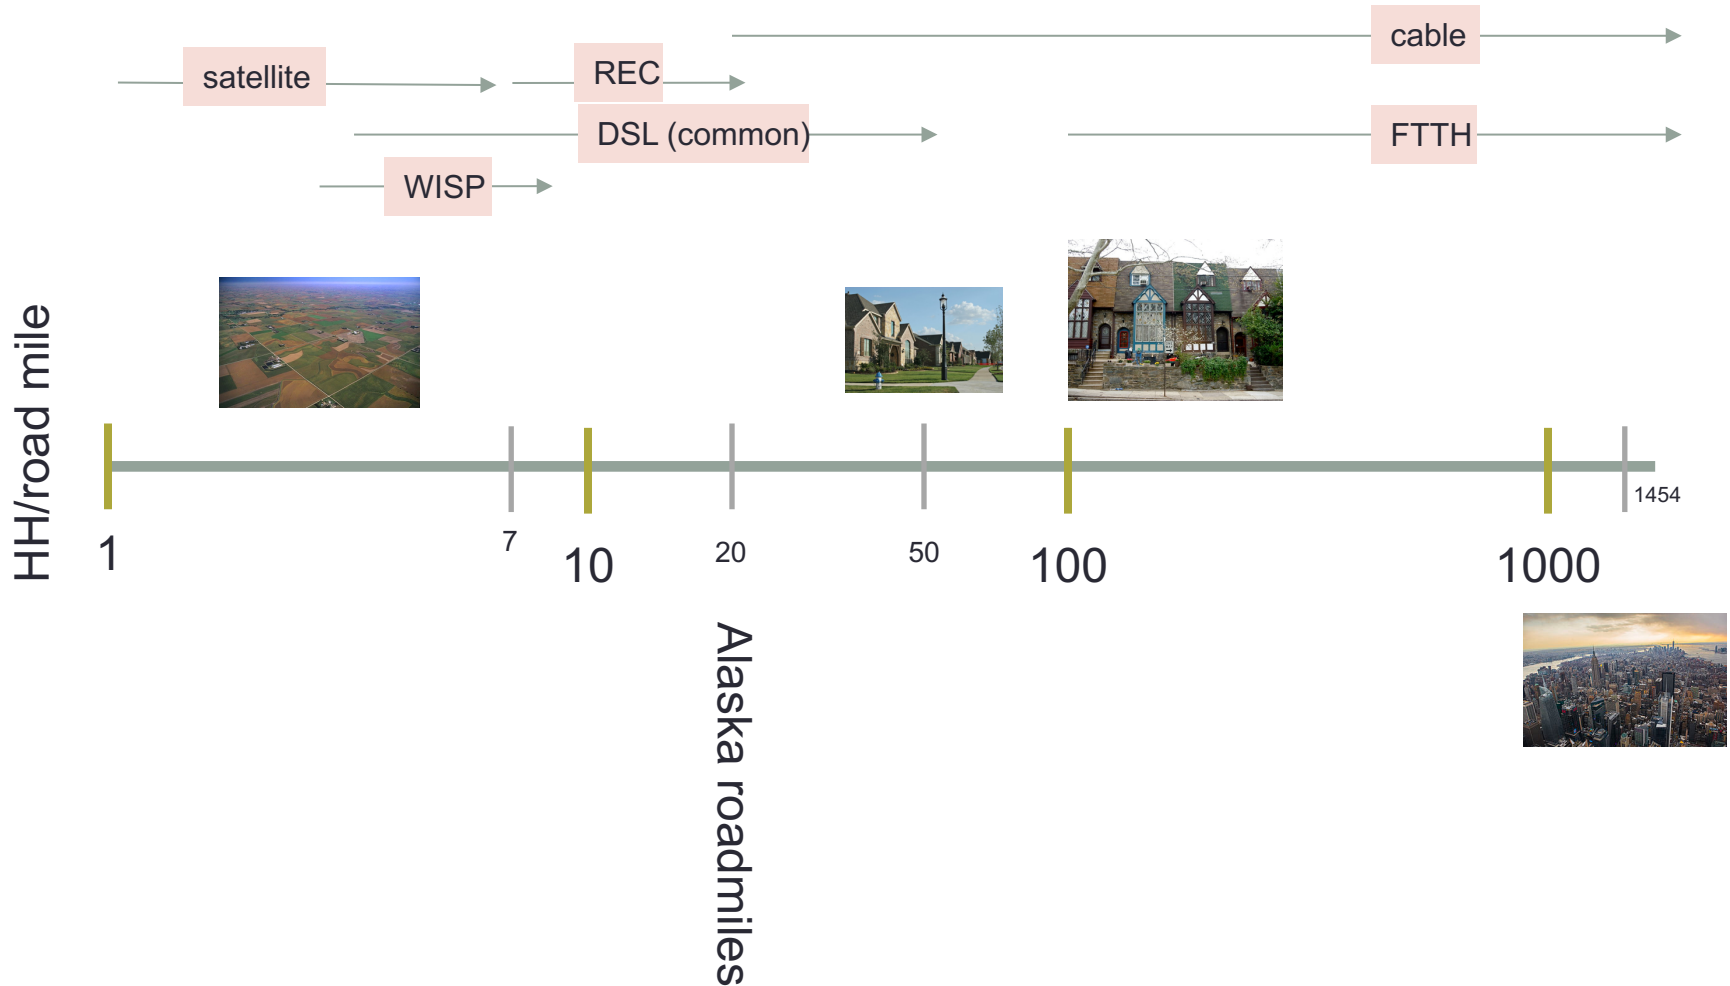 cable
satellite
REC
DSL (common)
FTTH
WISP
HH/road mile
1
7
10
20
50
100
1000
1454
Alaska roadmiles